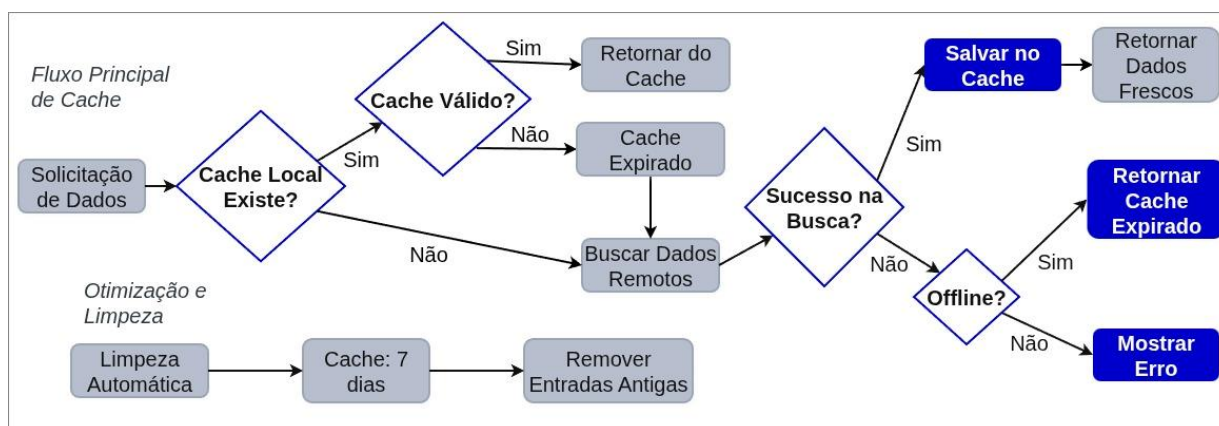 Fluxo Principal
de Cache
Solicitação
de Dados
Cache Local
Existe?
Sim
Não
Cache Válido?
Sim
Não
Retornar do
Cache
Cache
Expirado
Buscar Dados
Remotos
Sucesso na
Busca?
Sim
Não
Salvar no
Cache
Retornar
Dados
Frescos
Offline?
Sim
Não
Retornar
Cache
Expirado
Mostrar
Erro
Otimização e
Limpeza
Limpeza
Automática
Cache: 7
dias
Remover
Entradas Antigas